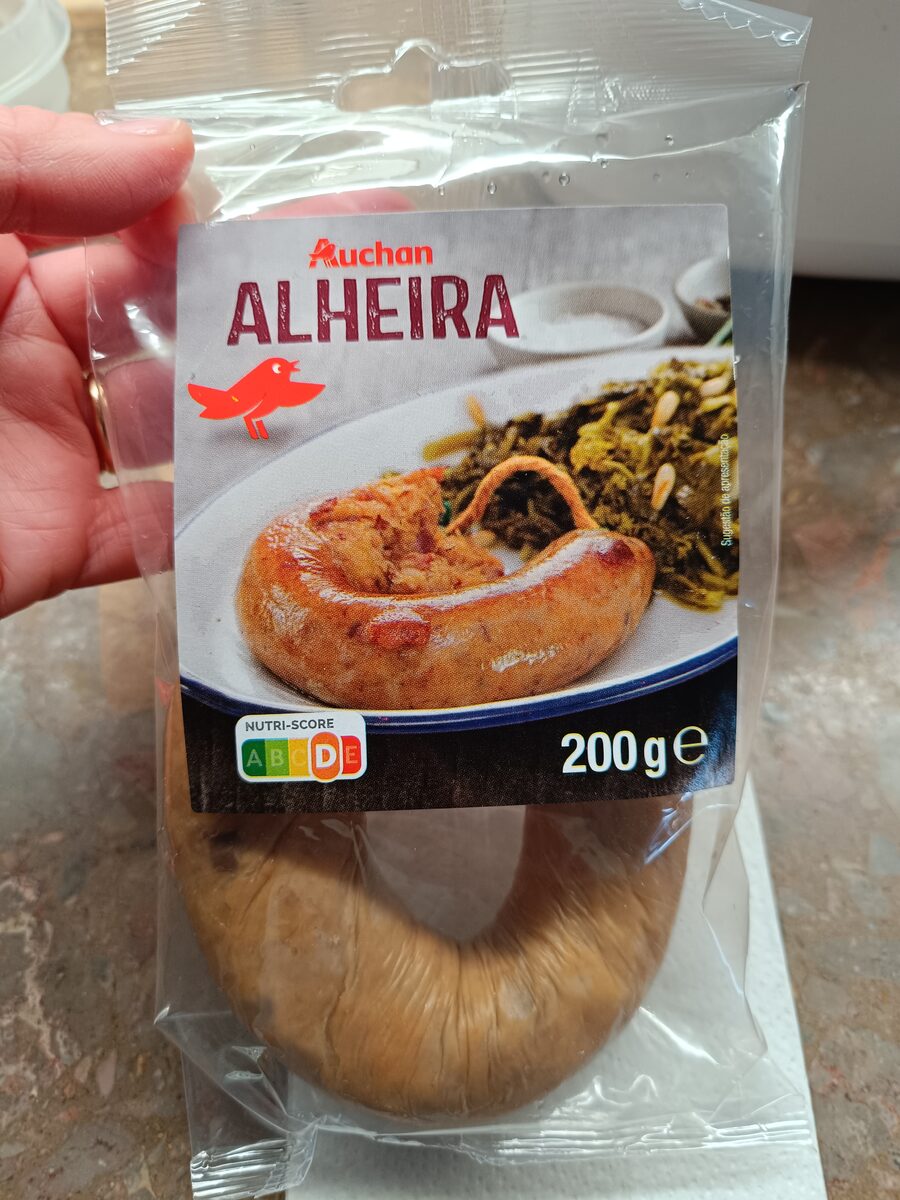 Auchan
ALHEIRA
Sugestão de apresentação
NUTRI-SCORE
A B C D E
200 g ℮